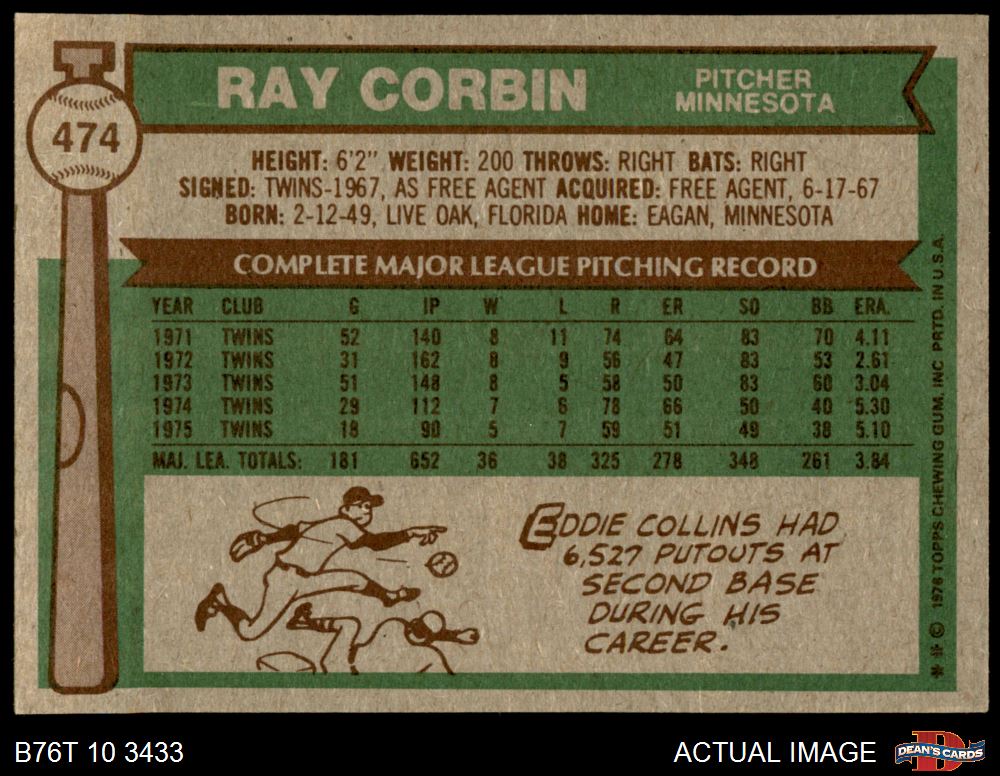 RAY CORBIN
PITCHER
MINNESOTA
474
HEIGHT: 6'2" WEIGHT: 200 THROWS: RIGHT BATS: RIGHT
SIGNED: TWINS-1967, AS FREE AGENT ACQUIRED: FREE AGENT, 6-17-67
BORN: 2-12-49, LIVE OAK, FLORIDA HOME: EAGAN, MINNESOTA
COMPLETE MAJOR LEAGUE PITCHING RECORD
YEAR CLUB G IP W L R ER SO BB ERA.
1971 TWINS 52 140 8 11 74 64 83 70 4.11
1972 TWINS 31 162 8 9 56 47 83 53 2.61
1973 TWINS 51 148 8 5 58 50 83 60 3.04
1974 TWINS 29 112 7 6 78 66 50 40 5.30
1975 TWINS 18 90 5 7 59 51 49 38 5.10
MAJ. LEA. TOTALS: 181 652 36 38 325 278 348 261 3.84
EDDIE COLLINS HAD
6,527 PUTOUTS AT
SECOND BASE
DURING HIS
CAREER.
** © 1976 TOPPS CHEWING GUM, INC PRTD. IN U.S.A.
B76T 10 3433
ACTUAL IMAGE
DEAN'S CARDS